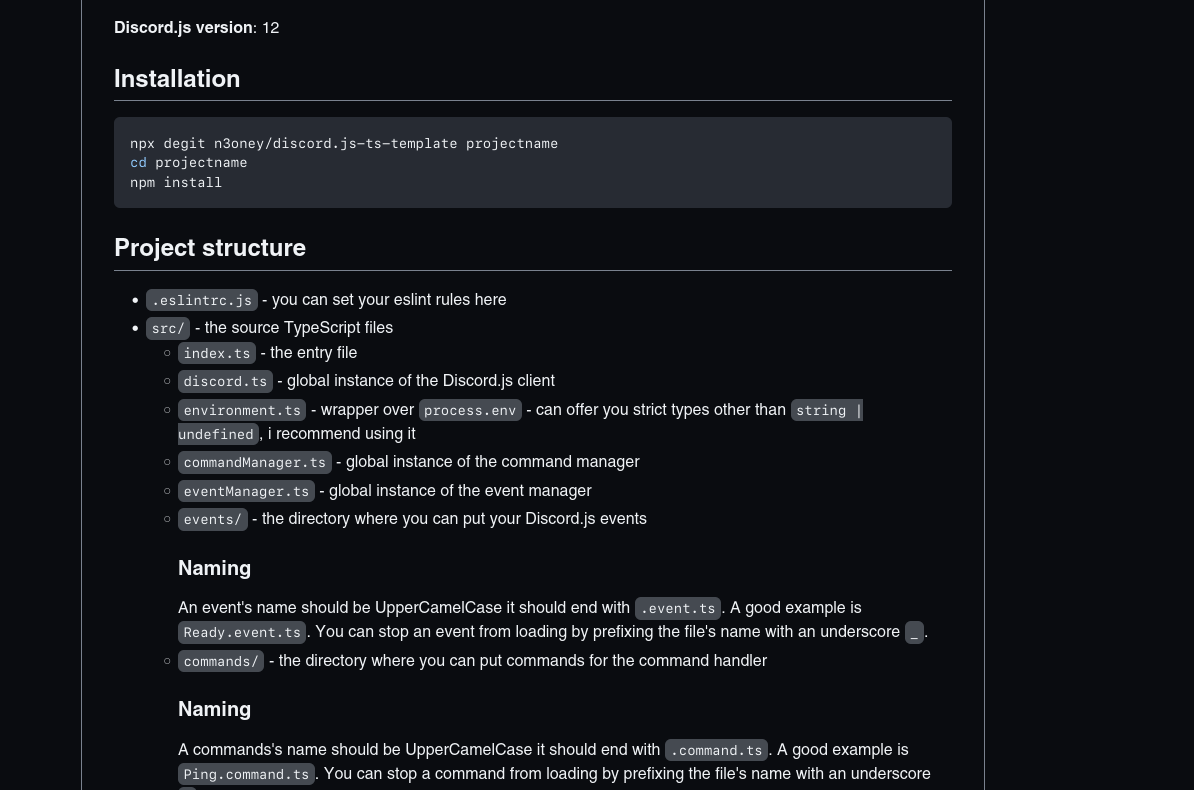 Discord.js version: 12
Installation
npx degit n3oney/discord.js-ts-template projectname
cd projectname
npm install
Project structure
.eslintrc.js - you can set your eslint rules here
src/ - the source TypeScript files
index.ts - the entry file
discord.ts - global instance of the Discord.js client
environment.ts - wrapper over process.env - can offer you strict types other than string |
undefined, i recommend using it
commandManager.ts - global instance of the command manager
eventManager.ts - global instance of the event manager
events/ - the directory where you can put your Discord.js events
Naming
An event's name should be UpperCamelCase it should end with .event.ts. A good example is
Ready.event.ts. You can stop an event from loading by prefixing the file's name with an underscore _.
commands/ - the directory where you can put commands for the command handler
Naming
A commands's name should be UpperCamelCase it should end with .command.ts. A good example is
Ping.command.ts. You can stop a command from loading by prefixing the file's name with an underscore